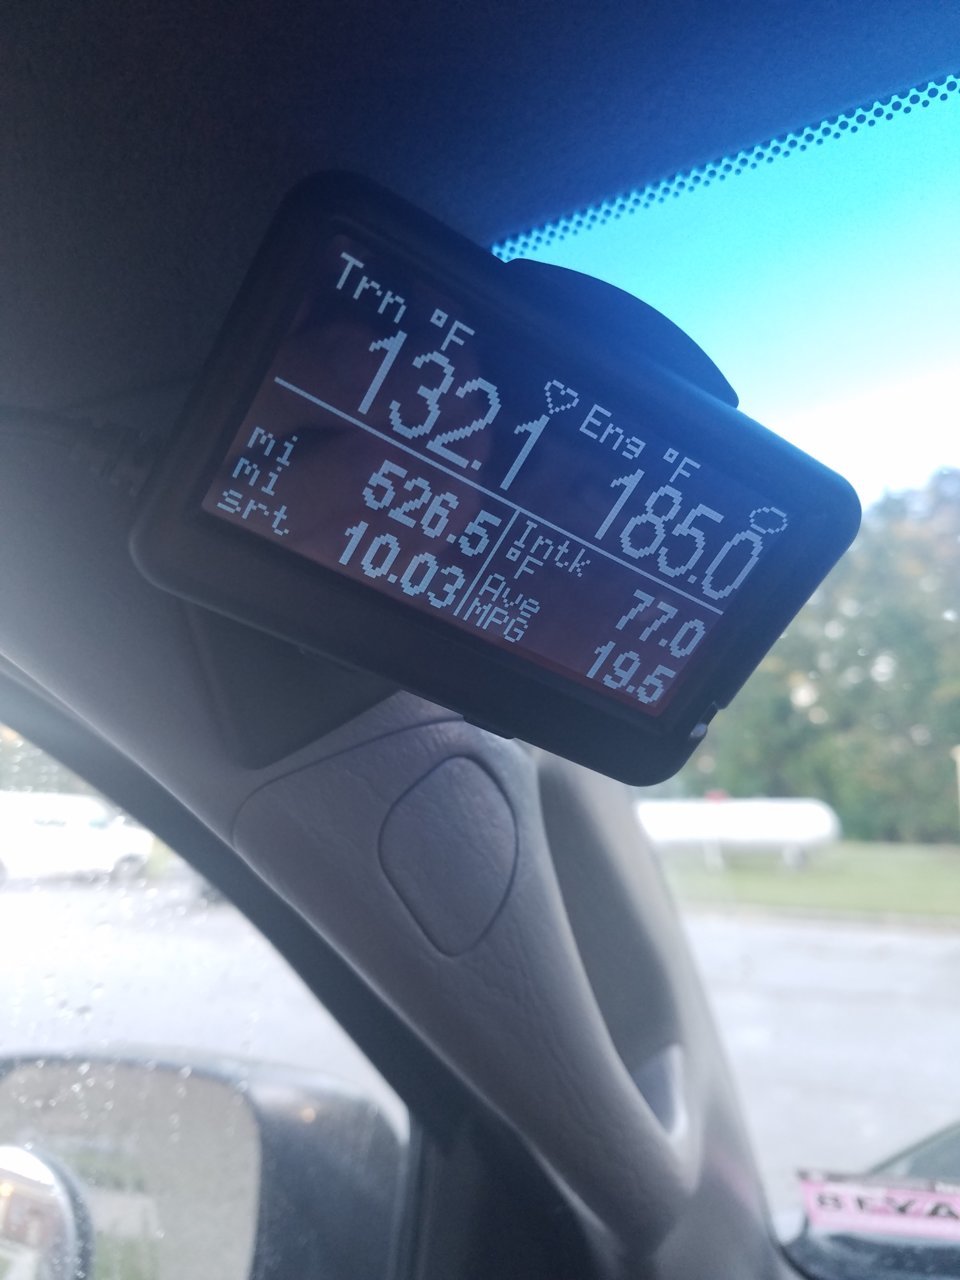 Trn °F
132.1
Eng °F
185.0
mi 526.5
mi
srt 10.03
Intk
°F 77.0
Ave
MPG 19.5